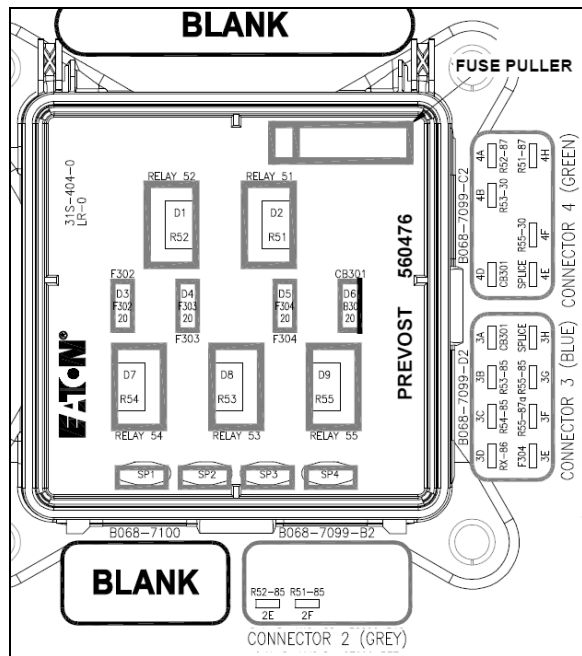 BLANK
FUSE PULLER
31S-404-0
LR-0
RELAY 52
RELAY 51
D1
R52
D2
R51
F302
CB301
D3
F302
20
D4
F303
20
D5
F304
20
D6
B30
20
F303
F304
EATON®
PREVOST 560476
D7
R54
D8
R53
D9
R55
RELAY 54
RELAY 53
RELAY 55
SP1
SP2
SP3
SP4
B068-7100
B068-7099-B2
BLANK
R52-85
R51-85
2E
2F
CONNECTOR 2 (GREY)
B068-7099-C2
4A
R52-87
R51-87
4H
4B
R53-30
R55-30
4F
4D
CB301
SPLICE
4E
CONNECTOR 4 (GREEN)
B068-7099-D2
3A
CB301
SPLICE
3H
3B
R53-85
R55-85
3G
3C
R54-85
R55-87a
3F
3D
RX-86
F304
3E
CONNECTOR 3 (BLUE)